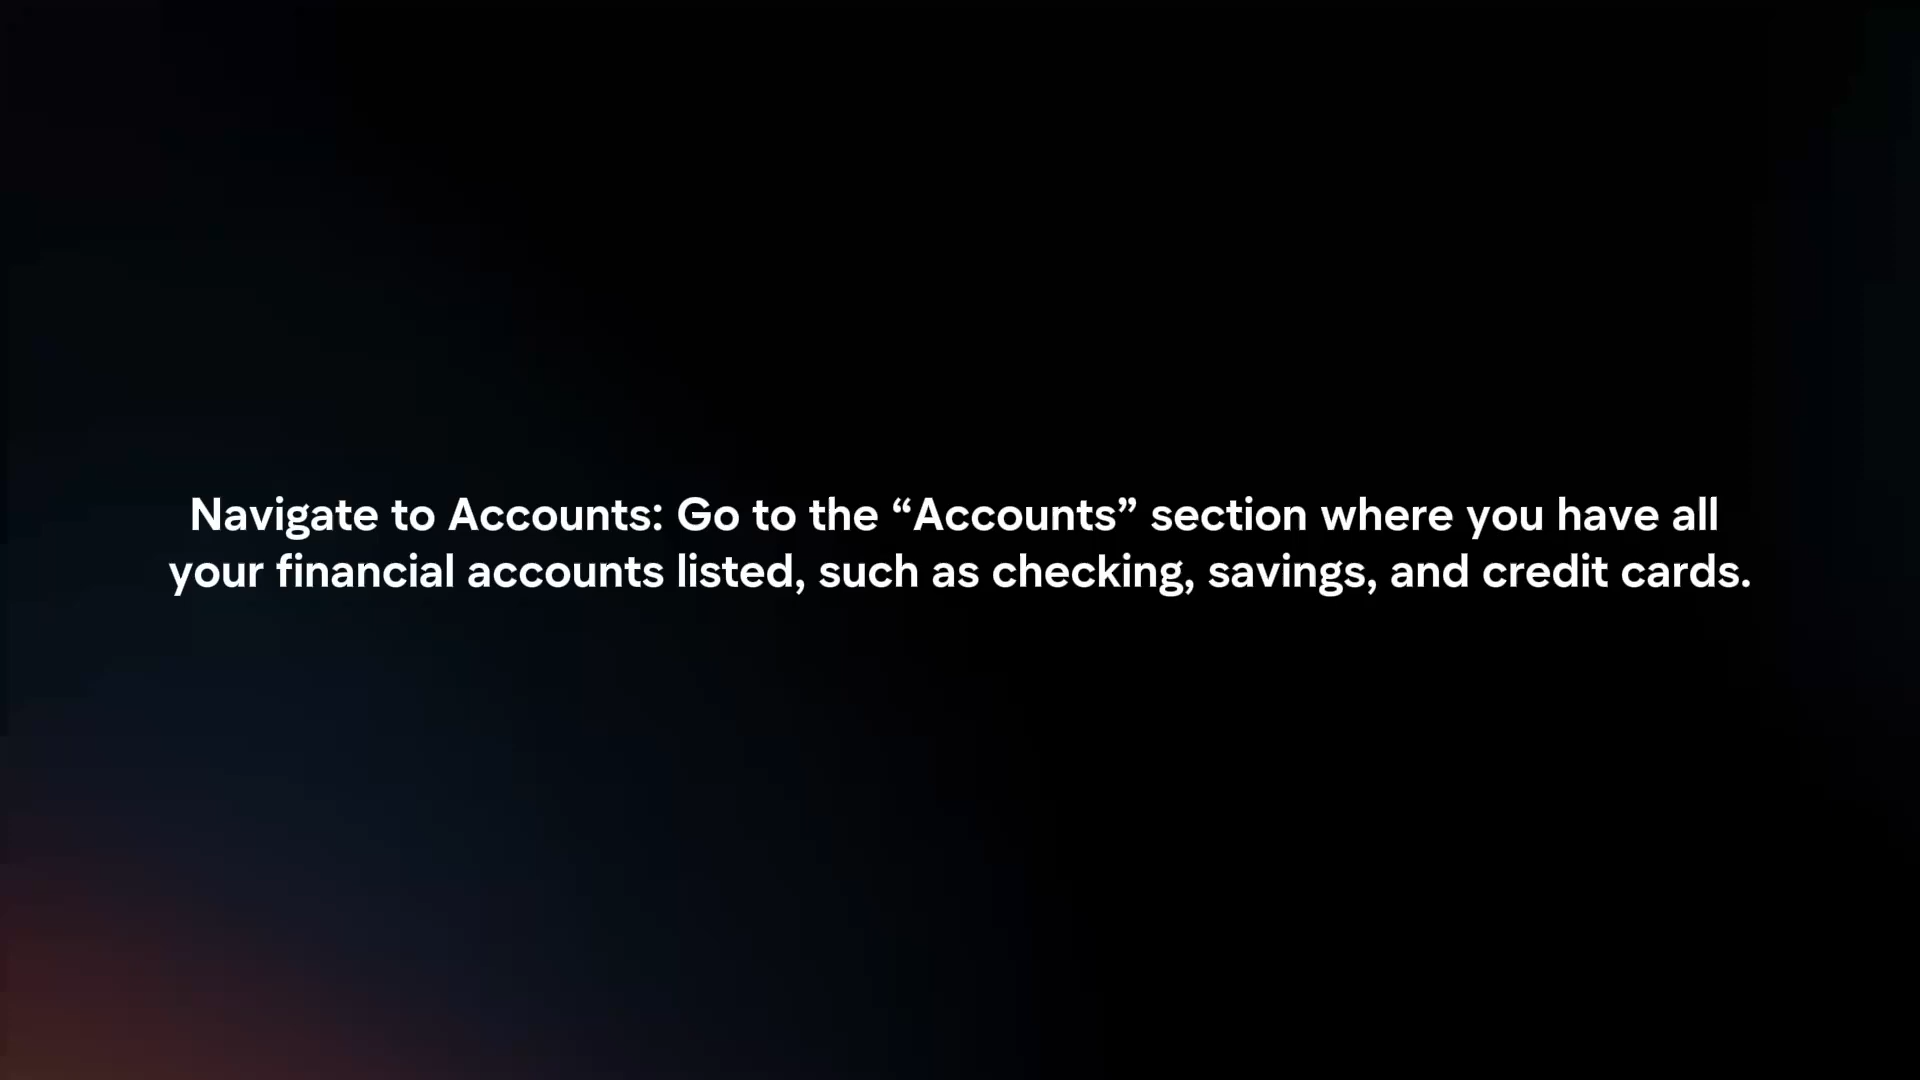 Navigate to Accounts: Go to the “Accounts” section where you have all
your financial accounts listed, such as checking, savings, and credit cards.